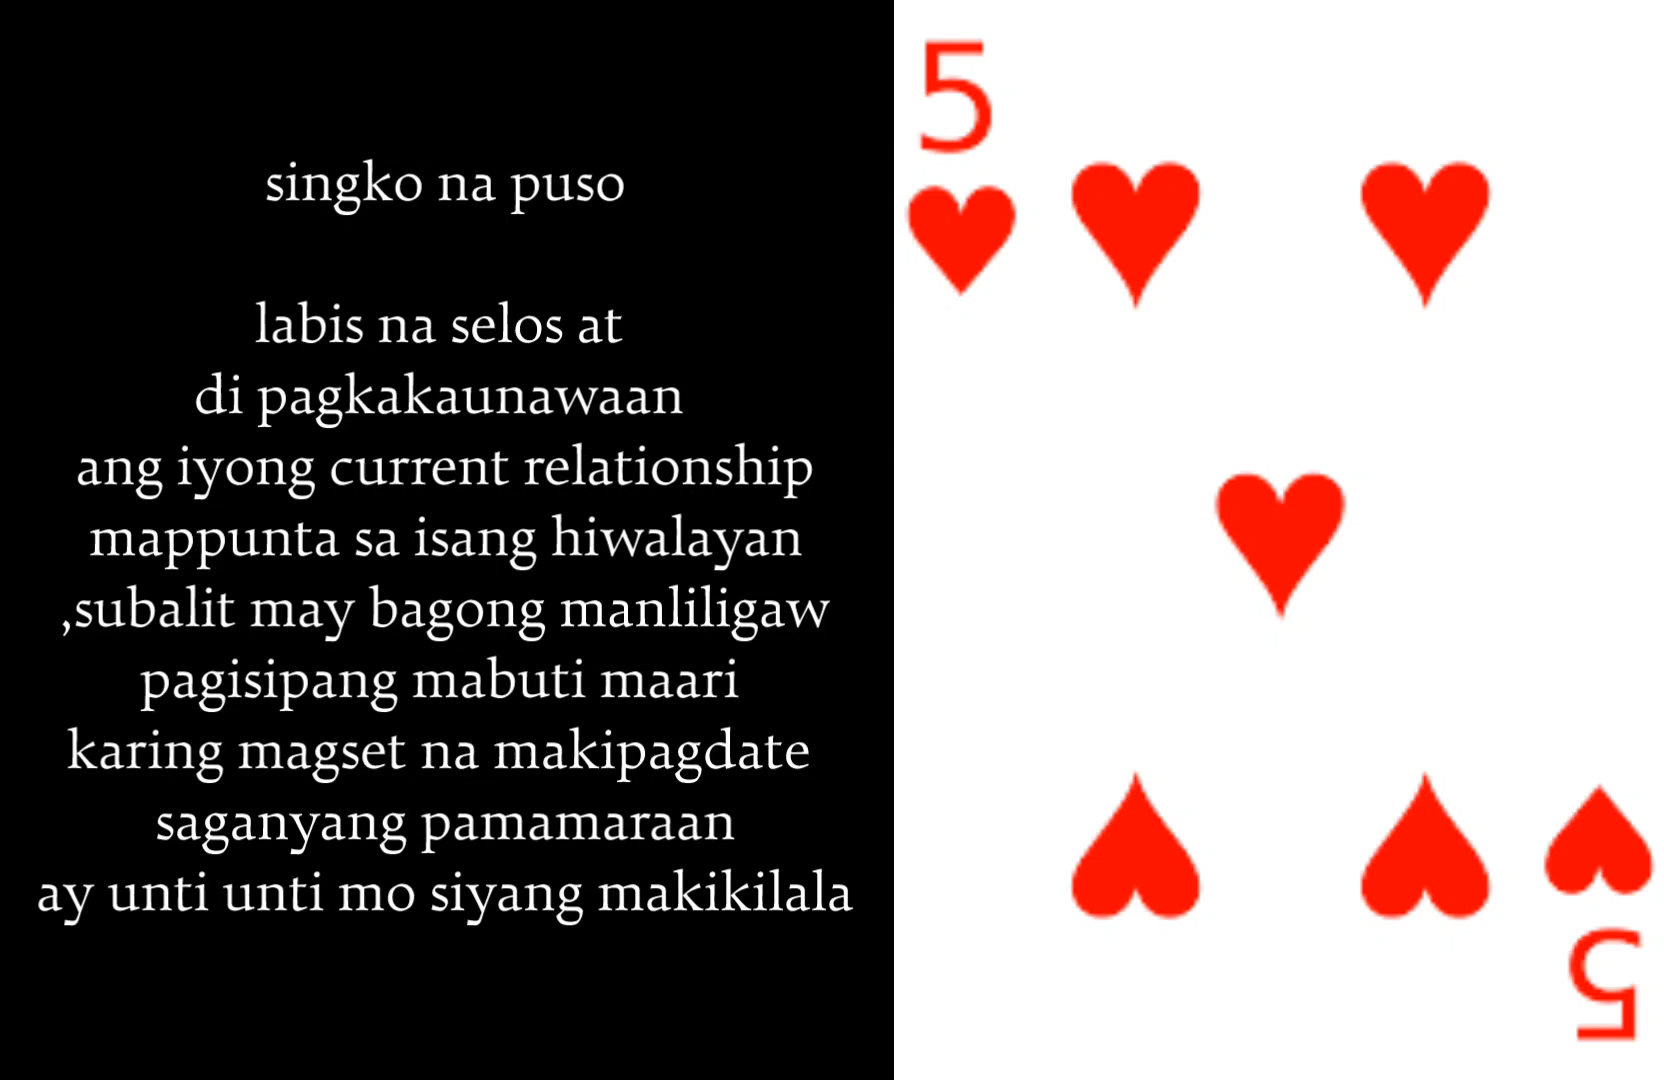 singko na puso
labis na selos at
di pagkakaunawaan
ang iyong current relationship
mappunta sa isang hiwalayan
,subalit may bagong manliligaw
pagisipang mabuti maari
karing magset na makipagdate
saganyang pamamaraan
ay unti unti mo siyang makikilala
5
5